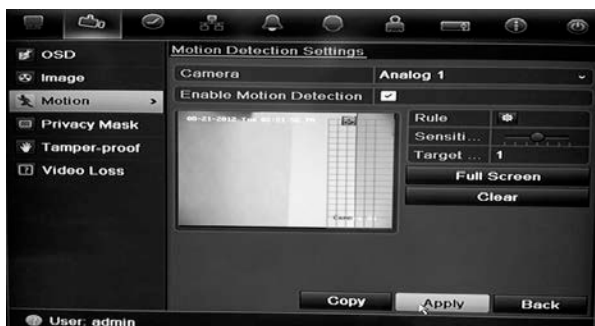 Motion Detection Settings
OSD
Image
Motion >
Privacy Mask
Tamper-proof
Video Loss
Camera Analog 1
Enable Motion Detection
Rule
Sensiti...
Target ... 1
Full Screen
Clear
Copy Apply Back
User: admin